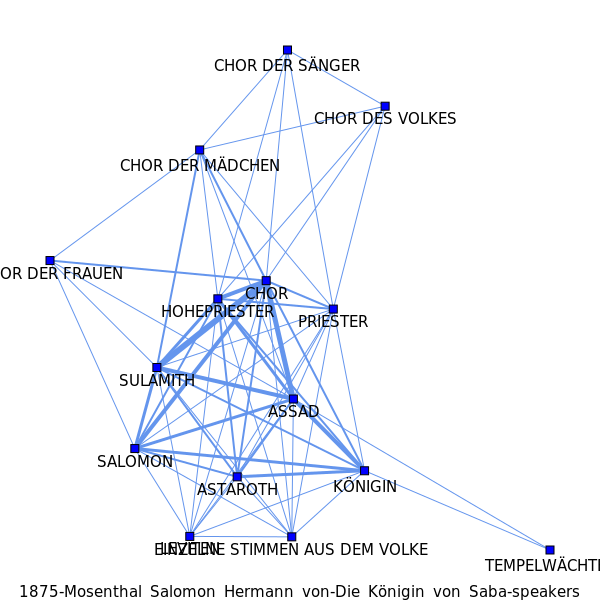 CHOR DER SÄNGER
CHOR DES VOLKES
CHOR DER MÄDCHEN
OR DER FRAUEN
CHOR
HOHEPRIESTER
PRIESTER
SULAMITH
ASSAD
SALOMON
KÖNIGIN
ASTAROTH
LEVITEN
EINZELNE STIMMEN AUS DEM VOLKE
TEMPELWÄCHT
1875-Mosenthal Salomon Hermann von-Die Königin von Saba-speakers